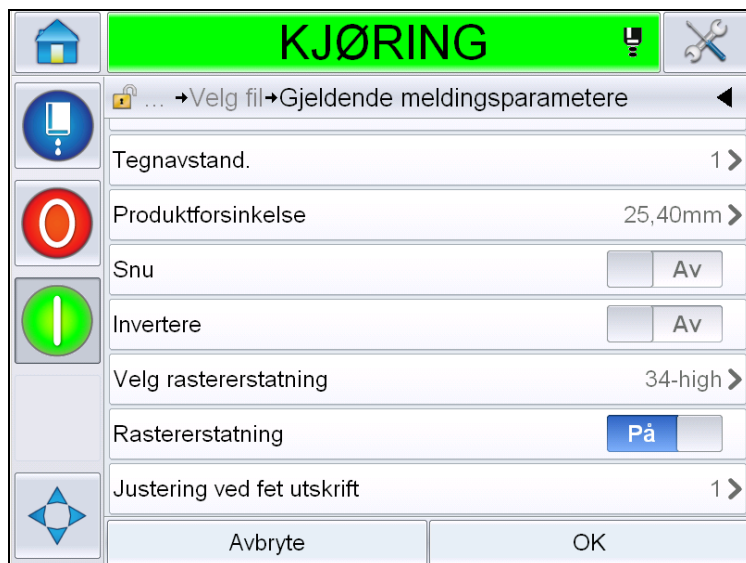 KJØRING
... →Velg fil→Gjeldende meldingsparametere
Tegnavstand. 1
Produktforsinkelse 25,40mm
Snu Av
Invertere Av
Velg rastererstatning 34-high
Rastererstatning På
Justering ved fet utskrift 1
Avbryte OK